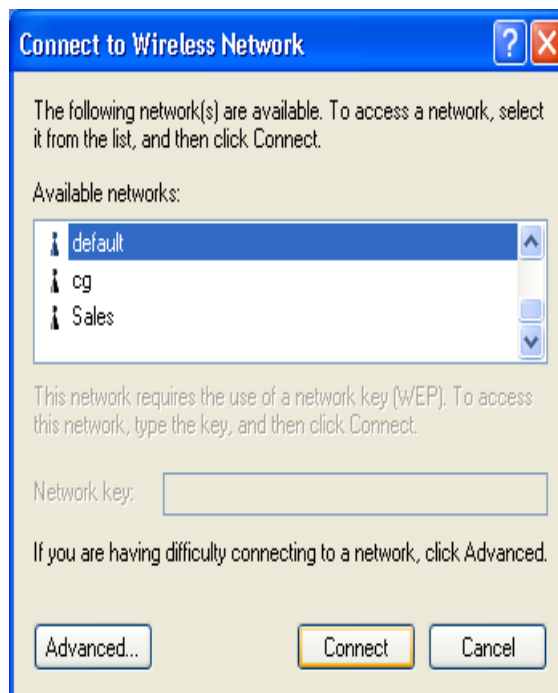 Connect to Wireless Network
The following network(s) are available. To access a network, select
it from the list, and then click Connect.
Available networks:
default
cg
Sales
This network requires the use of a network key (WEP). To access
this network, type the key, and then click Connect.
Network key:
If you are having difficulty connecting to a network, click Advanced.
Advanced... Connect Cancel